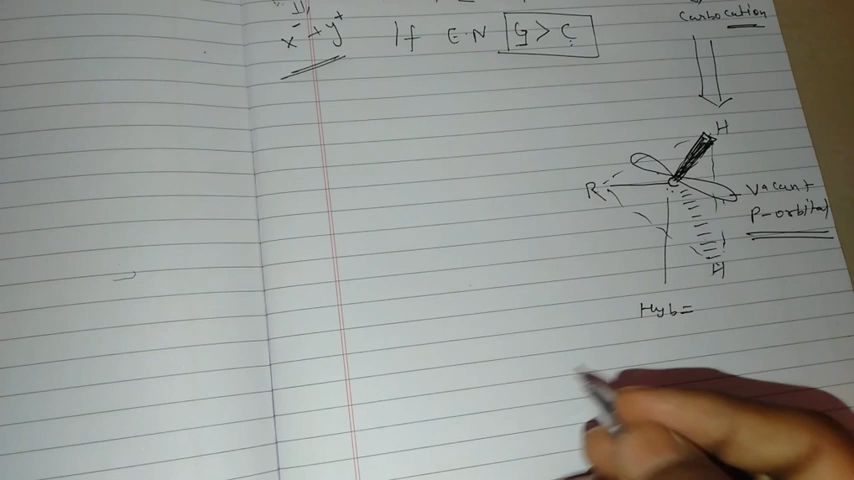 carbocation
x⁻ + y⁺ If E.N G > C
H
R C vacant
P-orbital
H
Hyb=